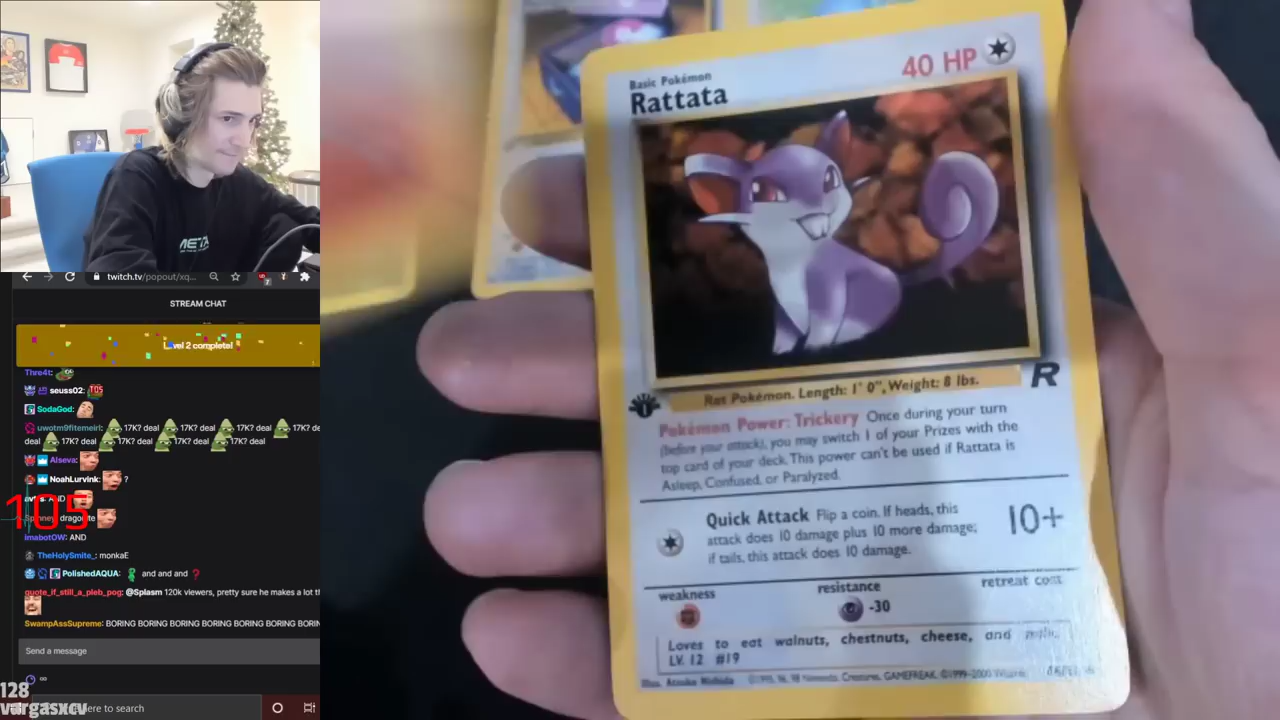 META
twitch.tv/popout/xq...
STREAM CHAT
Level 2 complete!
Thre4t:
seuss02:
SodaGod:
uwotm9fitemeirl: 17K? deal 17K? deal 17K? deal 17K? d
deal 17K? deal 17K? deal 17K? deal 17K? deal
Alseva:
NoahLurvink: ?
AND
105
imabotOW: AND
TheHolySmite_: monkaE
PolishedAQUA: and and and ?
quote_if_still_a_pleb_pog: @Splasm 120k viewers, pretty sure he makes a lot th
SwampAssSupreme: BORING BORING BORING BORING BORING BORING BORIN
Send a message
128
vargasxcv
here to search
Basic Pokémon
Rattata
40 HP
Rat Pokémon. Length: 1' 0", Weight: 8 lbs.
R
1
Pokémon Power: Trickery Once during your turn
(before your attack), you may switch 1 of your Prizes with the
top card of your deck. This power can't be used if Rattata is
Asleep, Confused, or Paralyzed.
Quick Attack Flip a coin. If heads, this
attack does 10 damage plus 10 more damage;
if tails, this attack does 10 damage.
10+
weakness
resistance
-30
retreat cost
Loves to eat walnuts, chestnuts, cheese, and
LV. 12 #19
Illus. Atsuko Nishida ©1995, 96, 98 Nintendo, Creatures, GAMEFREAK. ©1999-2000 Wizards